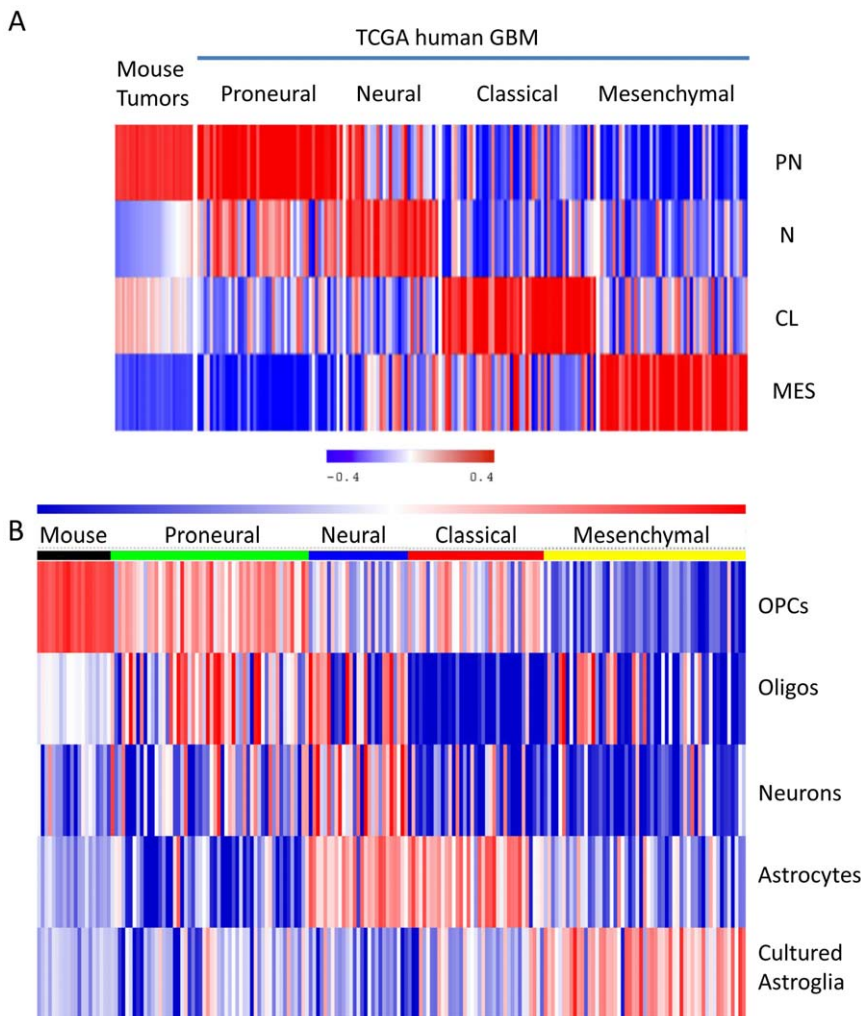 A
TCGA human GBM
Mouse
Tumors
Proneural Neural Classical Mesenchymal
PN
N
CL
MES
-0.4 0.4
B
Mouse Proneural Neural Classical Mesenchymal
OPCs
Oligos
Neurons
Astrocytes
Cultured
Astroglia